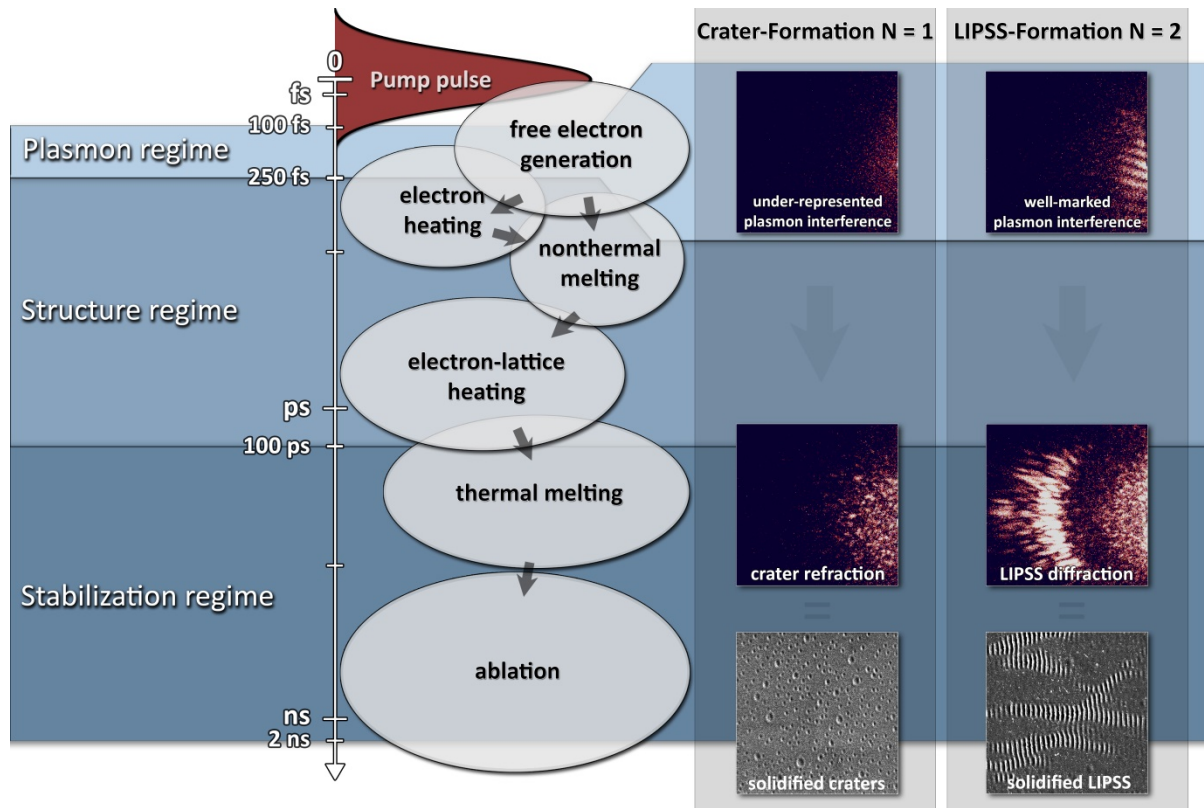 Crater-Formation N = 1
LIPSS-Formation N = 2
0
Pump pulse
fs
100 fs
Plasmon regime
250 fs
free electron
generation
electron
heating
nonthermal
melting
under-represented
plasmon interference
well-marked
plasmon interference
Structure regime
electron-lattice
heating
ps
100 ps
thermal melting
crater refraction
LIPSS diffraction
=
=
Stabilization regime
ablation
ns
2 ns
solidified craters
solidified LIPSS